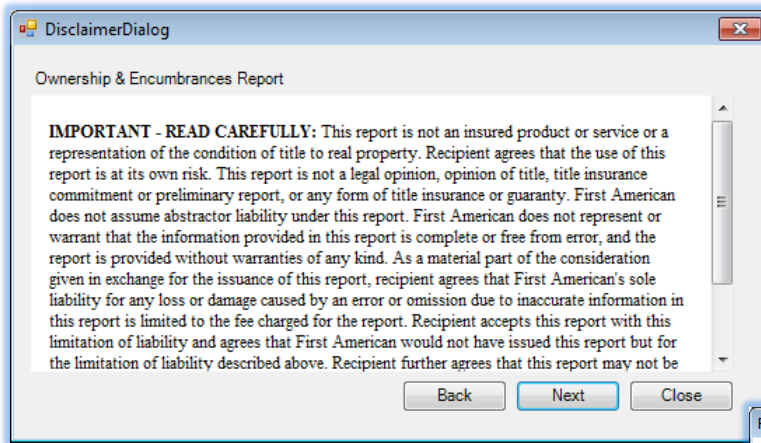 DisclaimerDialog
Ownership & Encumbrances Report
IMPORTANT - READ CAREFULLY: This report is not an insured product or service or a
representation of the condition of title to real property. Recipient agrees that the use of this
report is at its own risk. This report is not a legal opinion, opinion of title, title insurance
commitment or preliminary report, or any form of title insurance or guaranty. First American
does not assume abstractor liability under this report. First American does not represent or
warrant that the information provided in this report is complete or free from error, and the
report is provided without warranties of any kind. As a material part of the consideration
given in exchange for the issuance of this report, recipient agrees that First American's sole
liability for any loss or damage caused by an error or omission due to inaccurate information in
this report is limited to the fee charged for the report. Recipient accepts this report with this
limitation of liability and agrees that First American would not have issued this report but for
the limitation of liability described above. Recipient further agrees that this report may not be
Back Next Close